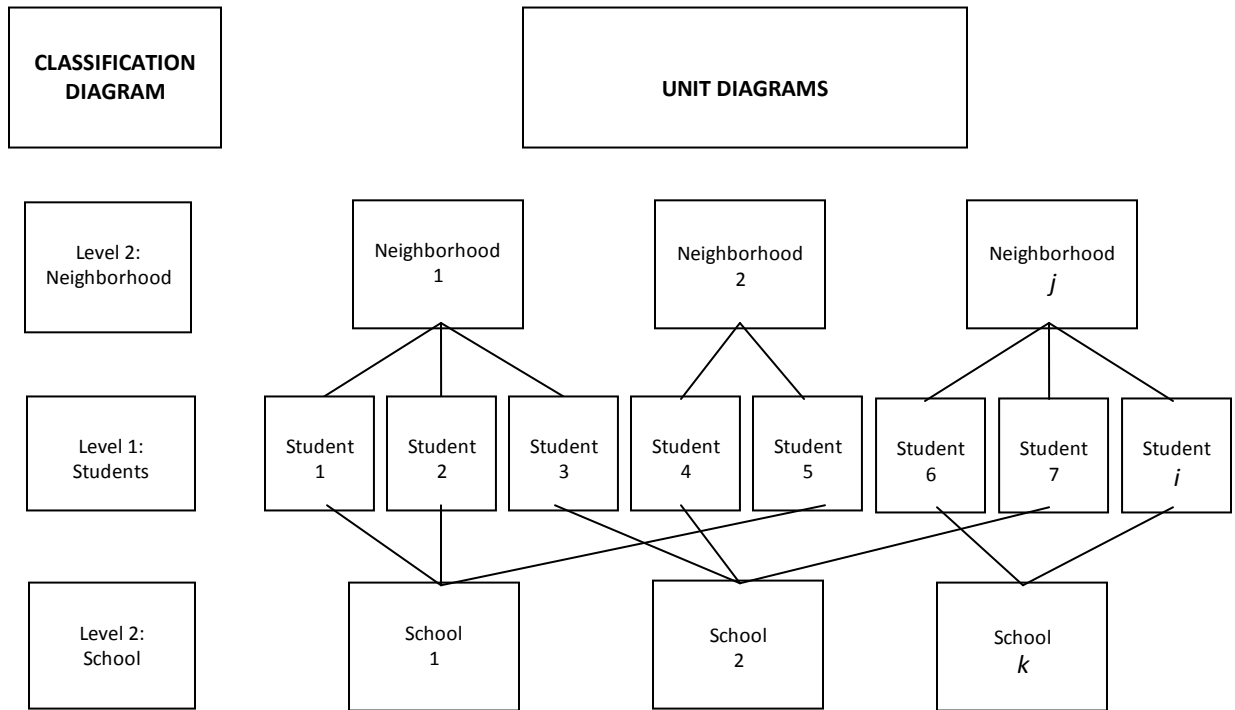 CLASSIFICATION
DIAGRAM
UNIT DIAGRAMS
Level 2:
Neighborhood
Neighborhood
1
Neighborhood
2
Neighborhood
j
Level 1:
Students
Student
1
Student
2
Student
3
Student
4
Student
5
Student
6
Student
7
Student
i
Level 2:
School
School
1
School
2
School
k